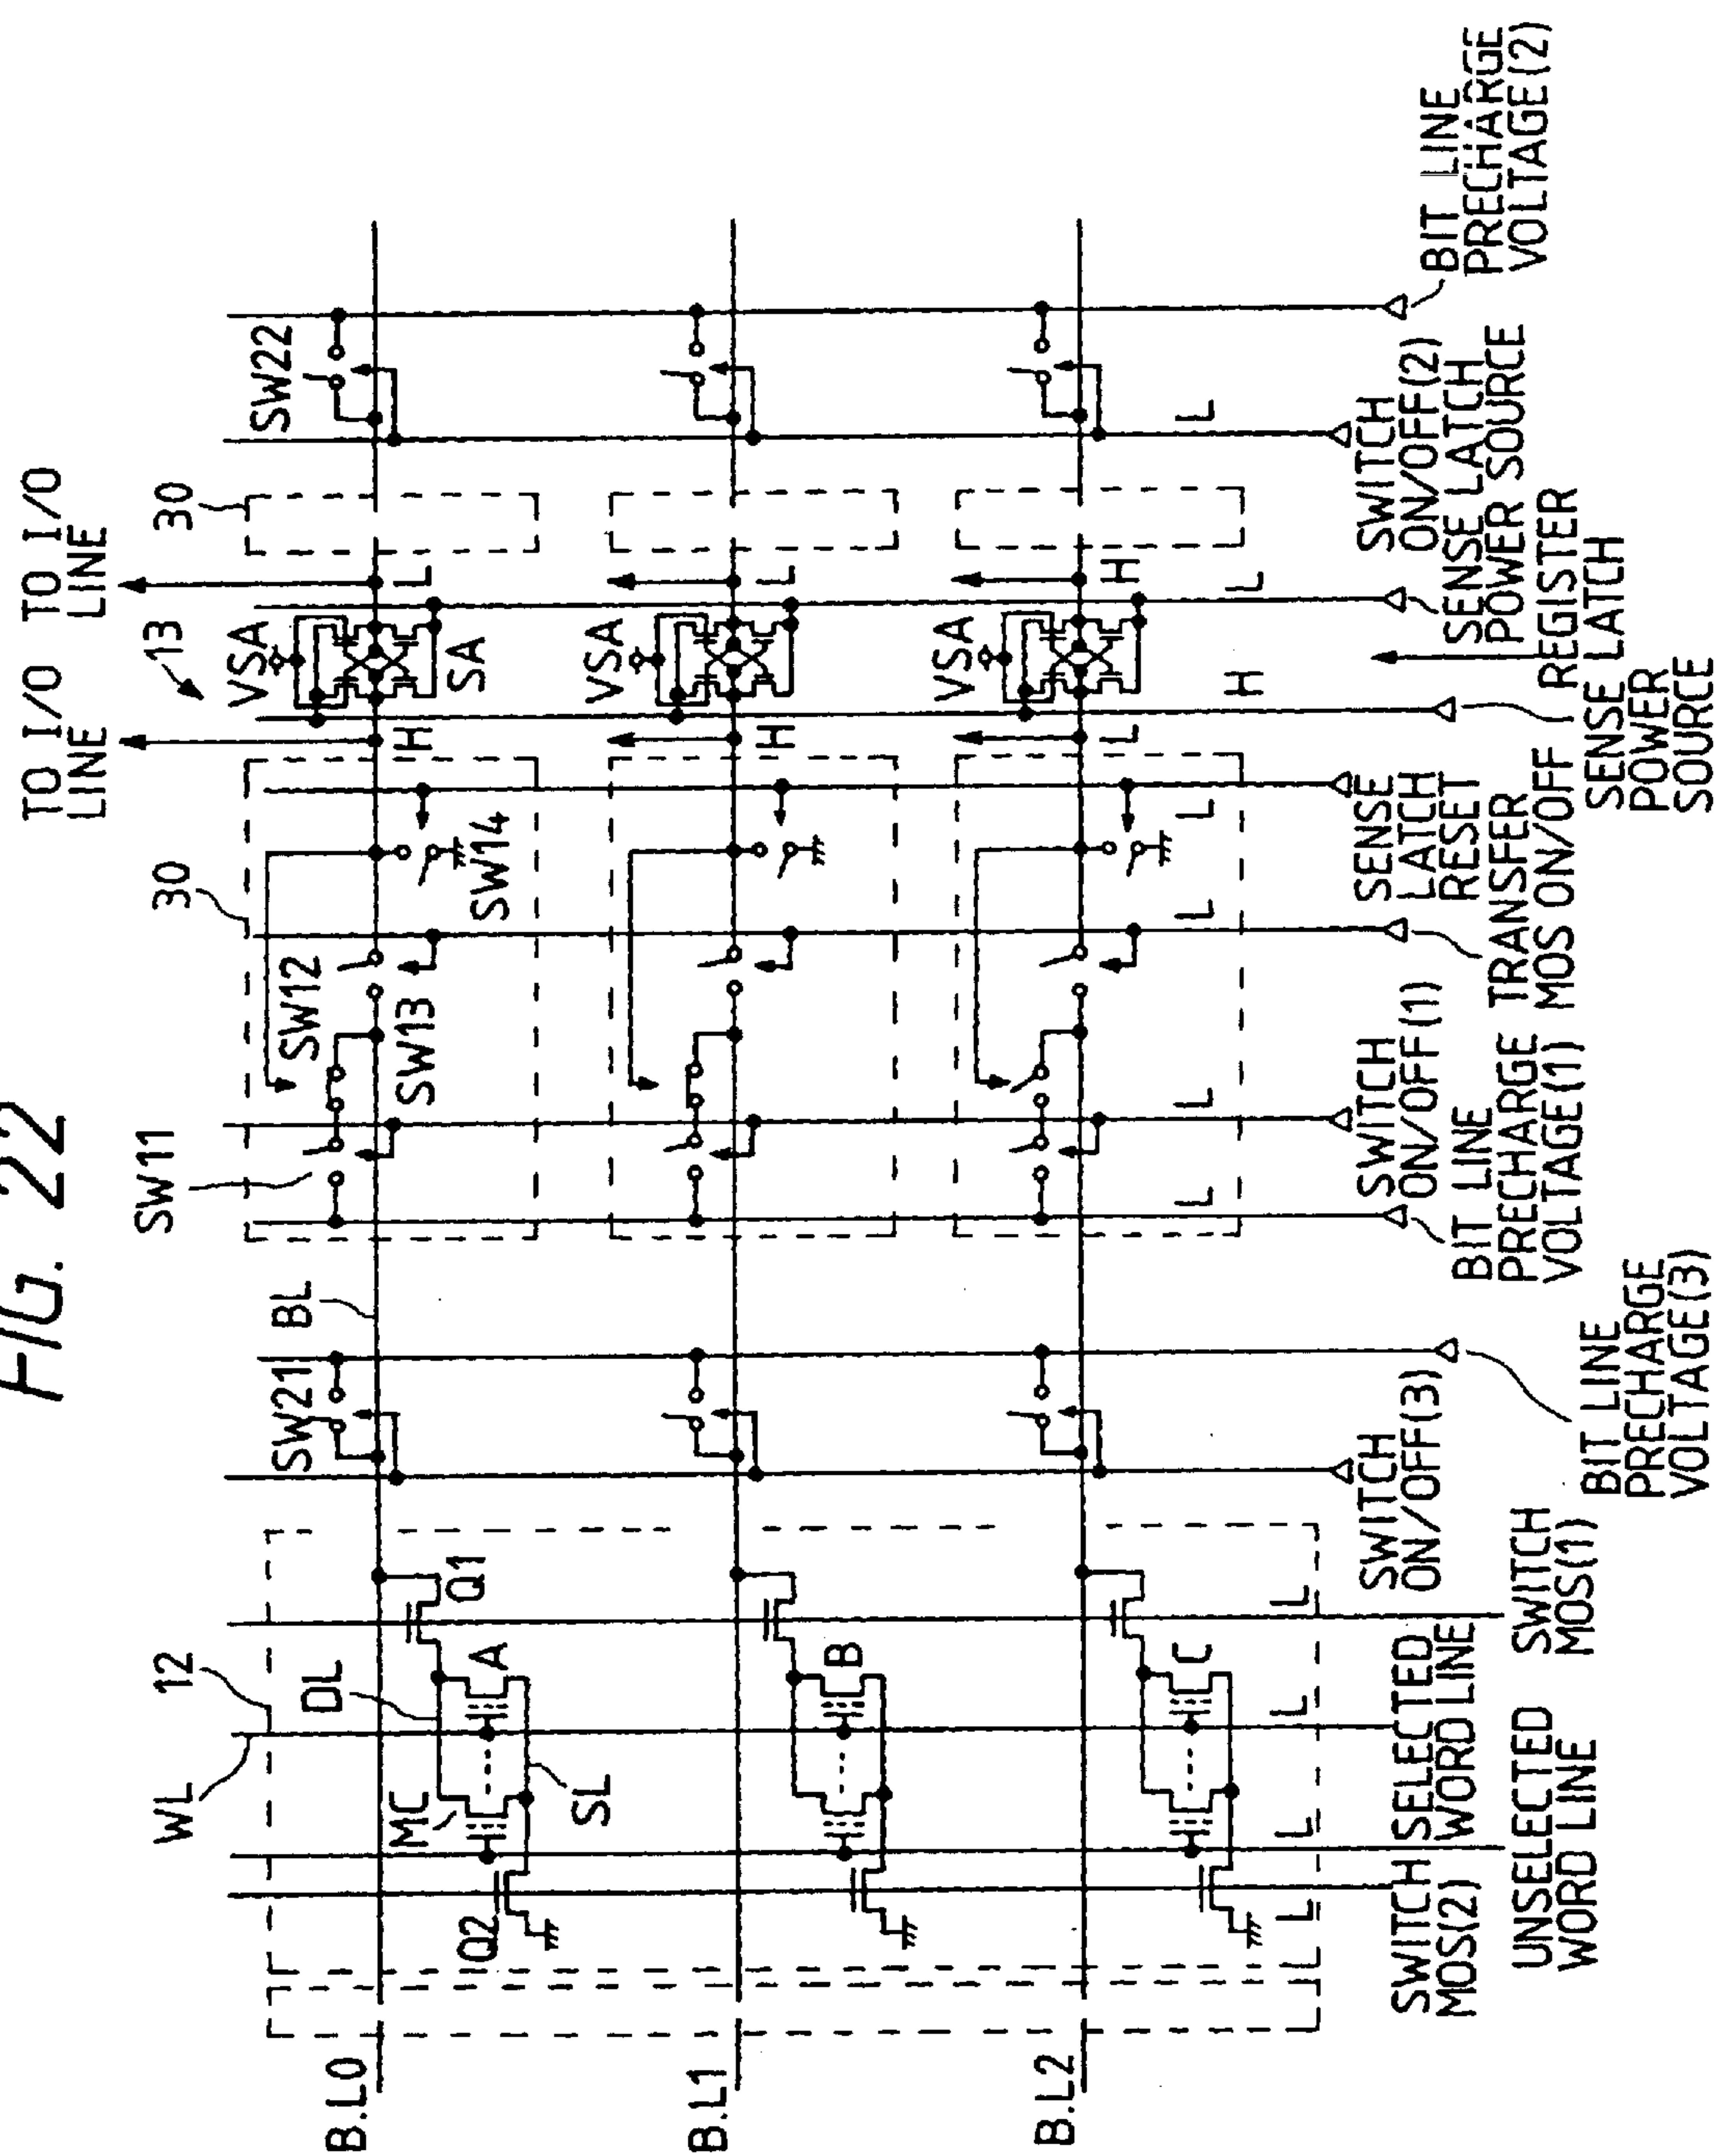 FIG. 22
TO I/O
LINE
TO I/O
LINE
13
30
30
SW11
12
WL
VSA
SA
SW22
SW12
SW14
SW13
BL
SW21
DL
Q1
A
MC
SL
Q2
B.L0
H
L
VSA
B
B.L1
H
L
VSA
C
B.L2
L
H
L
L
L
L
L
L
L
L
H
L
L
SWITCH
MOS(2)
UNSELECTED
WORD LINE
SELECTED
WORD LINE
SWITCH
MOS(1)
SWITCH
ON/OFF(3)
BIT LINE
PRECHARGE
VOLTAGE(3)
BIT LINE
PRECHARGE
VOLTAGE(1)
SWITCH
ON/OFF(1)
TRANSFER
MOS ON/OFF
SENSE
LATCH
RESET
SENSE LATCH
POWER
SOURCE
REGISTER
SENSE LATCH
POWER SOURCE
SWITCH
ON/OFF(2)
BIT LINE
PRECHARGE
VOLTAGE(2)